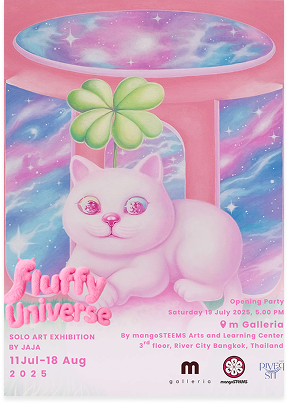 fluffy
Universe
SOLO ART EXHIBITION
BY JAJA
11Jul-18 Aug
2025
Opening Party
Saturday 19 July 2025, 5.00 PM
m Galleria
By mangoSTEEMS Arts and Learning Center
3rd floor, River City Bangkok, Thailand
m
galleria
mangoSTEEMS
RIVER